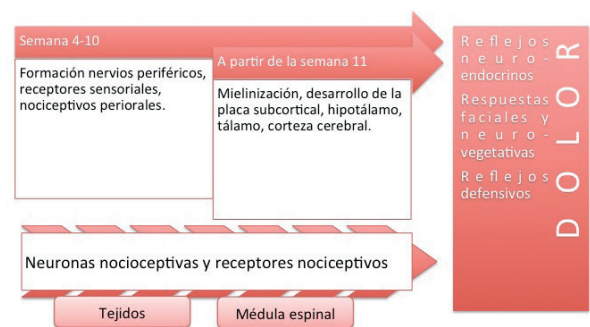 Semana 4-10
Formación nervios periféricos,
receptores sensoriales,
nociceptivos periorales.
A partir de la semana 11
Mielinización, desarrollo de la
placa subcortical, hipotálamo,
tálamo, corteza cerebral.
Neuronas nocioceptivas y receptores nociceptivos
Tejidos
Médula espinal
Reflejos
neuro-
endocrinos
Respuestas
faciales y
neuro-
vegetativas
Reflejos
defensivos
DOLOR